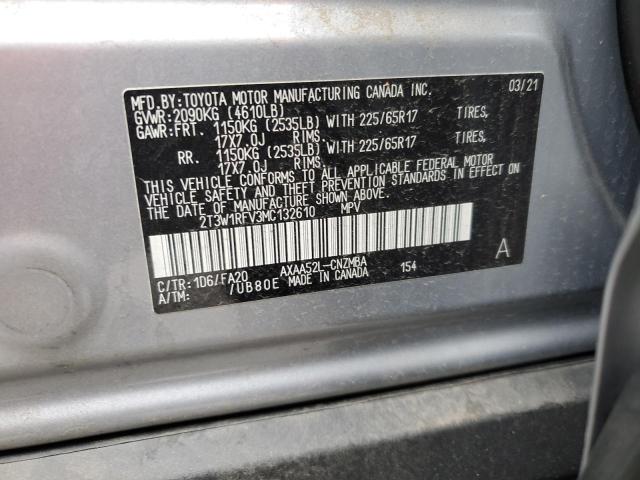 MFD.BY:TOYOTA MOTOR MANUFACTURING CANADA INC. 03/21
GVWR:2090KG (4610LB)
GAWR:FRT. 1150KG (2535LB) WITH 225/65R17 TIRES,
17X7.0J RIMS
RR. 1150KG (2535LB) WITH 225/65R17 TIRES,
17X7.0J RIMS
THIS VEHICLE CONFORMS TO ALL APPLICABLE FEDERAL MOTOR
VEHICLE SAFETY AND THEFT PREVENTION STANDARDS IN EFFECT ON
THE DATE OF MANUFACTURE SHOWN ABOVE.
2T3W1RFV3MC132610 MPV
C/TR:1D6/FA20 AXAA52L-CNZMBA 154 A
A/TM: /UB80E MADE IN CANADA